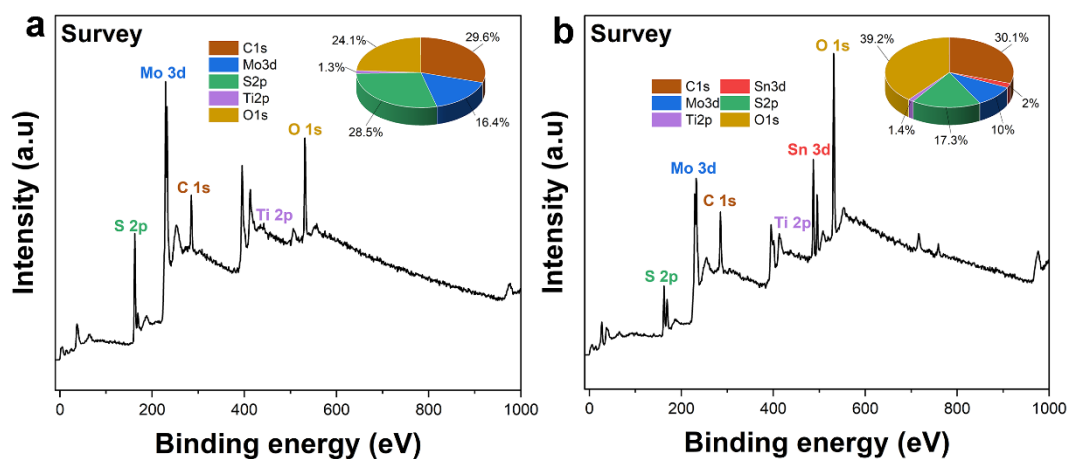 a
Survey
C1s
Mo3d
S2p
Ti2p
O1s
24.1%
29.6%
1.3%
28.5%
16.4%
Mo 3d
O 1s
C 1s
S 2p
Ti 2p
Intensity (a.u)
0 200 400 600 800 1000
Binding energy (eV)
b
Survey
C1s Sn3d
Mo3d S2p
Ti2p O1s
39.2%
30.1%
2%
1.4%
10%
17.3%
O 1s
Sn 3d
Mo 3d
C 1s
Ti 2p
S 2p
Intensity (a.u)
0 200 400 600 800 1000
Binding energy (eV)